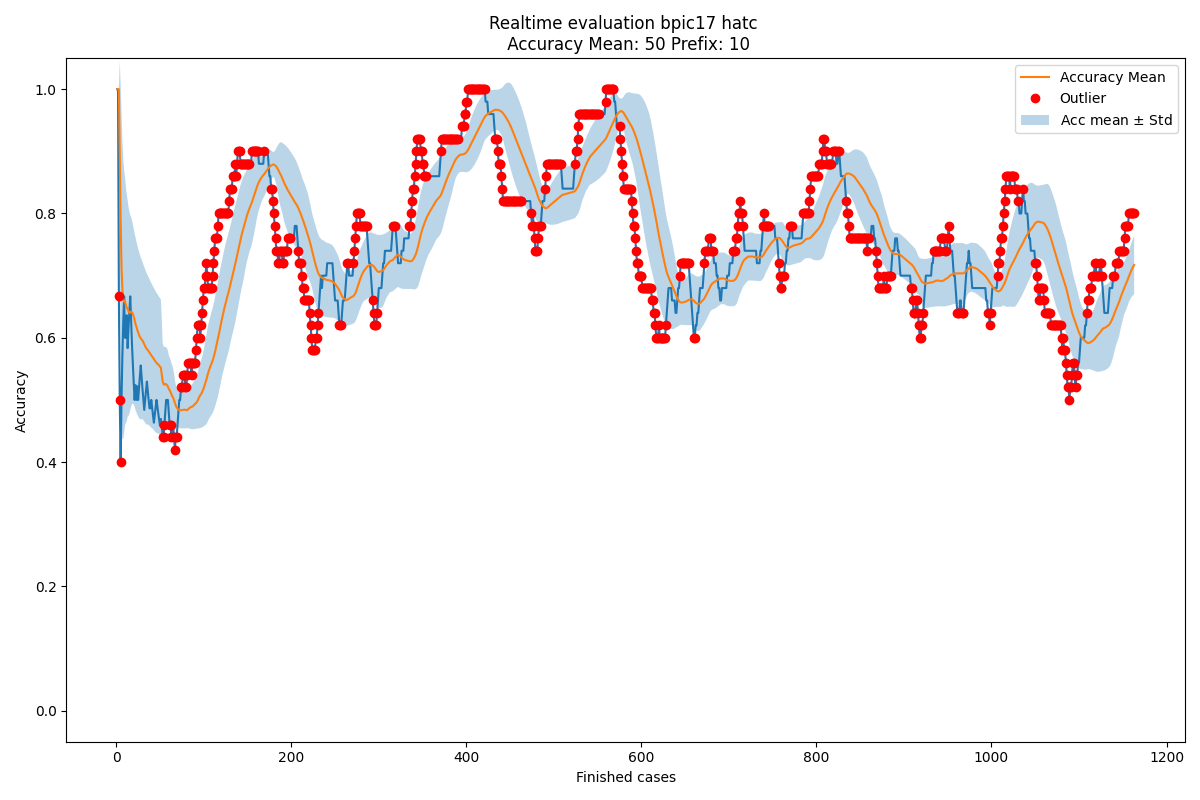 Realtime evaluation bpic17 hatc
Accuracy Mean: 50 Prefix: 10
Accuracy Mean
Outlier
Acc mean ± Std
1.0
0.8
0.6
0.4
0.2
0.0
Accuracy
0
200
400
600
800
1000
1200
Finished cases